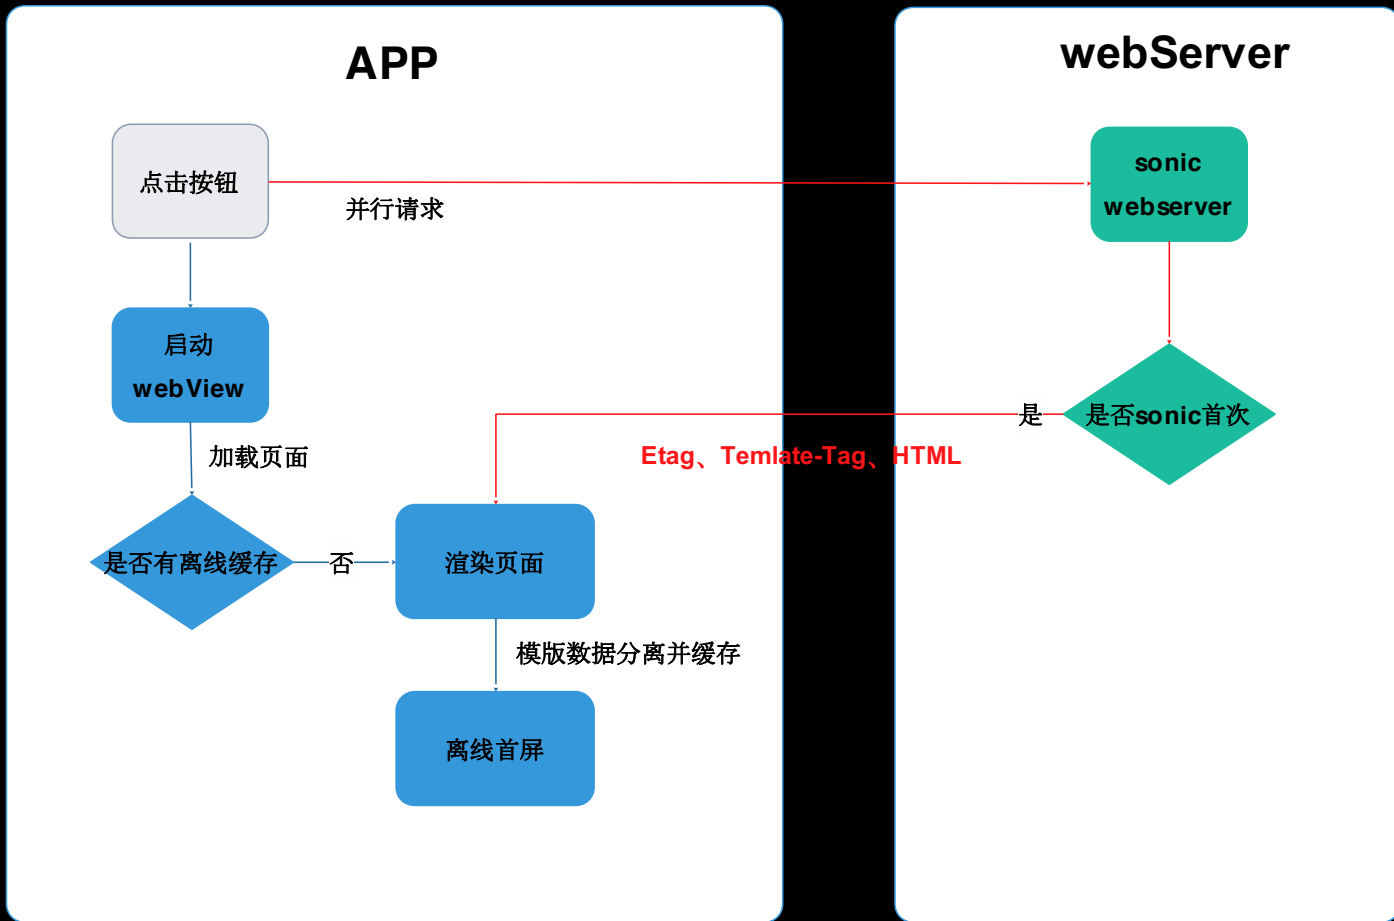 APP
webServer
点击按钮
并行请求
sonic
webserver
启动
webView
加载页面
是否sonic首次
是
Etag、Temlate-Tag、HTML
是否有离线缓存
否
渲染页面
模版数据分离并缓存
离线首屏